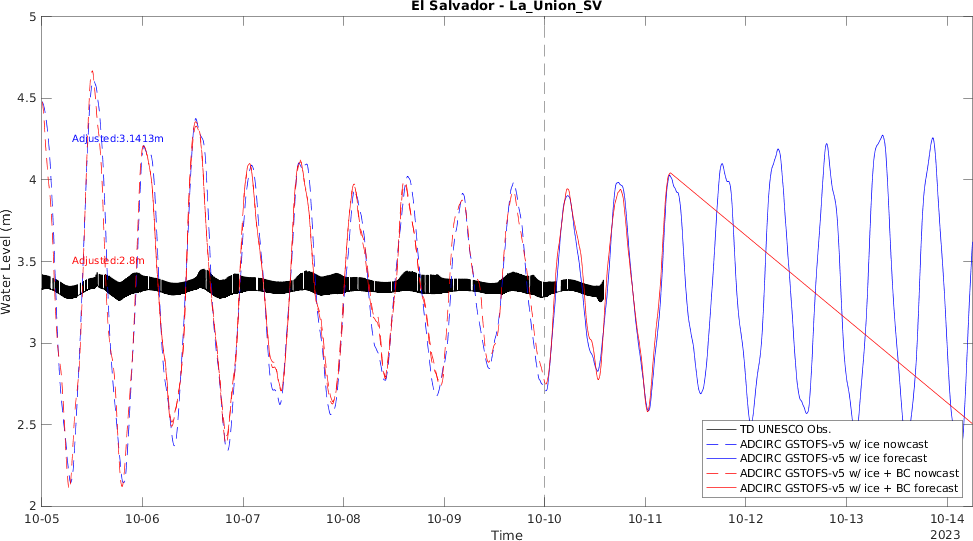 El Salvador - La_Union_SV
5
4.5
4
3.5
3
2.5
2
Water Level (m)
Adjusted:3.1413m
Adjusted:2.8m
TD UNESCO Obs.
ADCIRC GSTOFS-v5 w/ ice nowcast
ADCIRC GSTOFS-v5 w/ ice forecast
ADCIRC GSTOFS-v5 w/ ice + BC nowcast
ADCIRC GSTOFS-v5 w/ ice + BC forecast
10-05 10-06 10-07 10-08 10-09 10-10 10-11 10-12 10-13 10-14
2023
Time